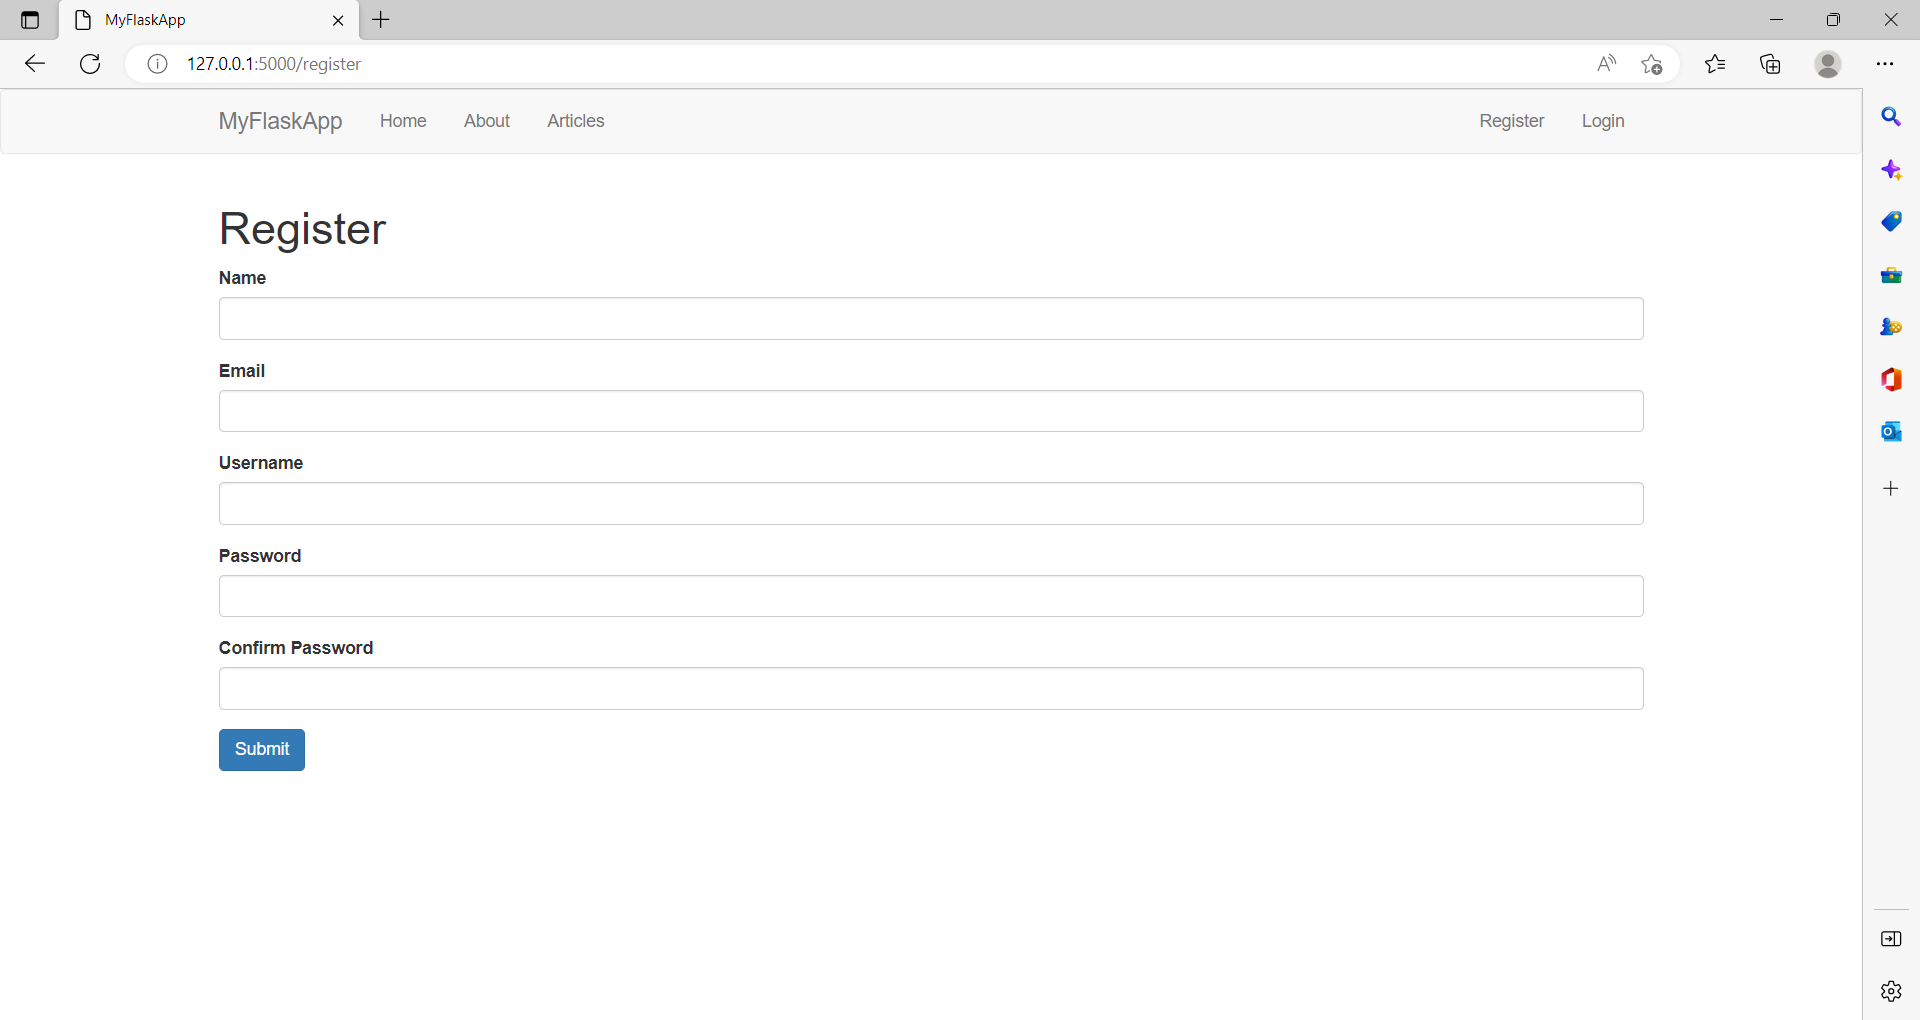 MyFlaskApp
127.0.0.1:5000/register
MyFlaskApp Home About Articles Register Login
Register
Name
Email
Username
Password
Confirm Password
Submit